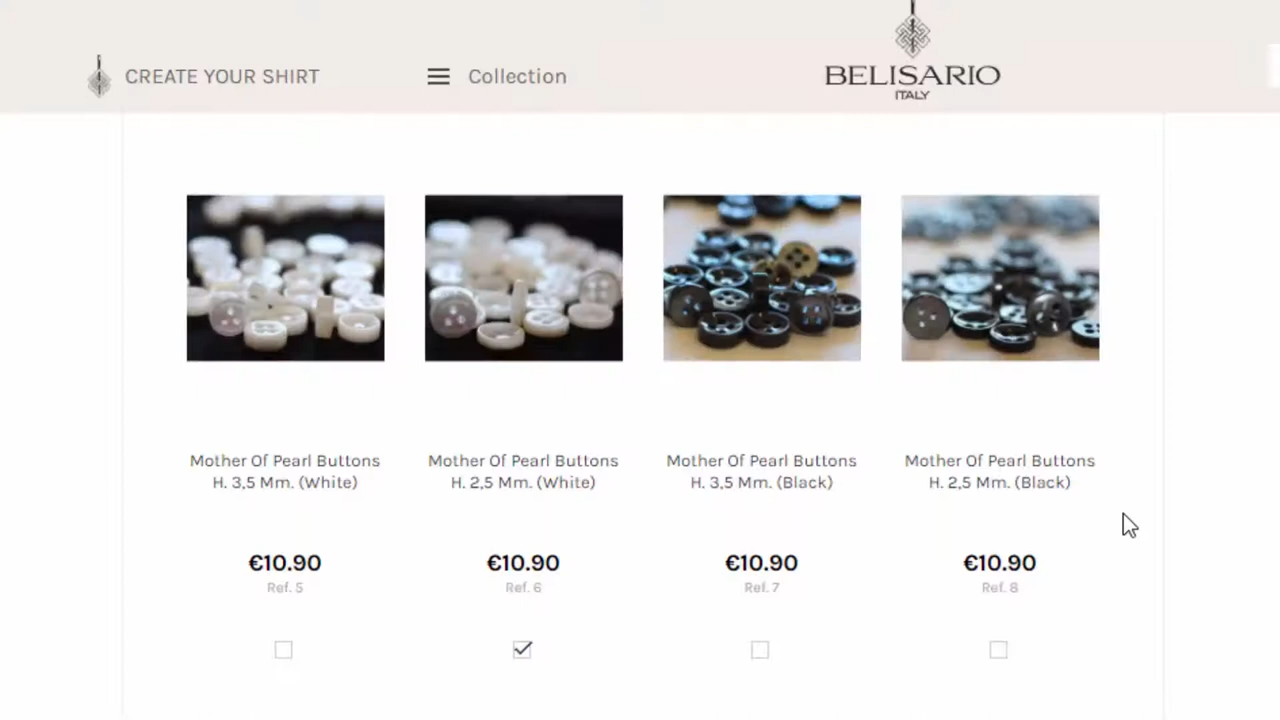 CREATE YOUR SHIRT
Collection
BELISARIO
ITALY
Mother Of Pearl Buttons
H. 3,5 Mm. (White)
€10.90
Ref. 5
Mother Of Pearl Buttons
H. 2,5 Mm. (White)
€10.90
Ref. 6
Mother Of Pearl Buttons
H. 3,5 Mm. (Black)
€10.90
Ref. 7
Mother Of Pearl Buttons
H. 2,5 Mm. (Black)
€10.90
Ref. 8